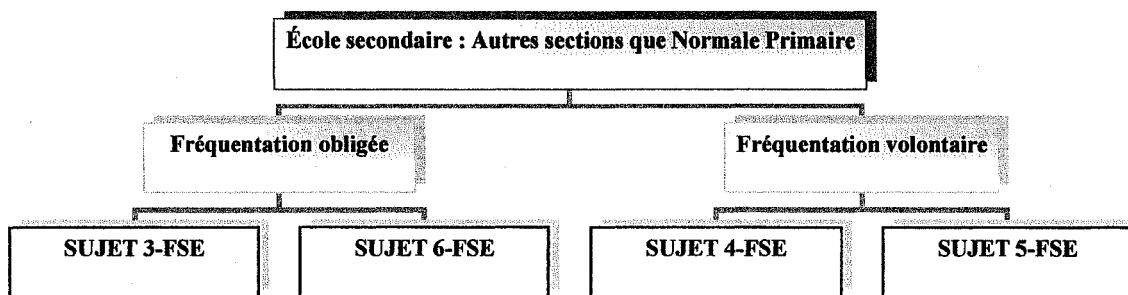 École secondaire : Autres sections que Normale Primaire
Fréquentation obligée
Fréquentation volontaire
SUJET 3-FSE
SUJET 6-FSE
SUJET 4-FSE
SUJET 5-FSE